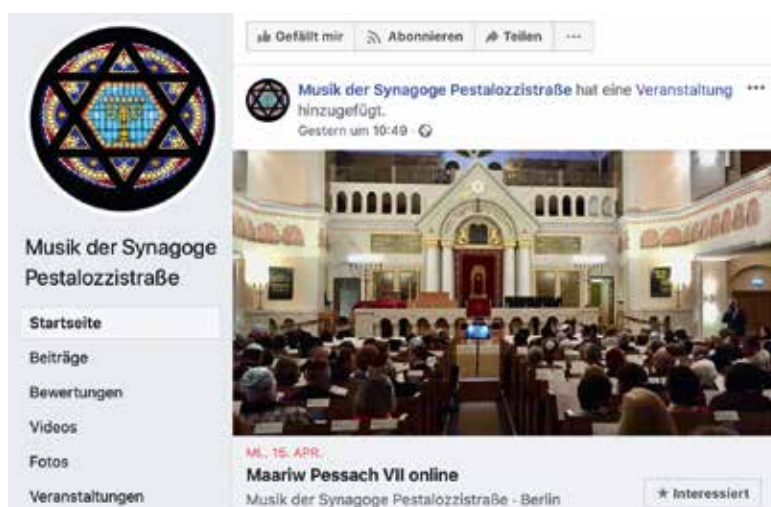 Gefällt mir Abonnieren Teilen ...
Musik der Synagoge Pestalozzistraße hat eine Veranstaltung ...
hinzugefügt.
Gestern um 10:49 ·
Musik der Synagoge
Pestalozzistraße
Startseite
Beiträge
Bewertungen
Videos
Fotos
Veranstaltungen
MI., 15. APR.
Maariw Pessach VII online
Musik der Synagoge Pestalozzistraße - Berlin
★ Interessiert